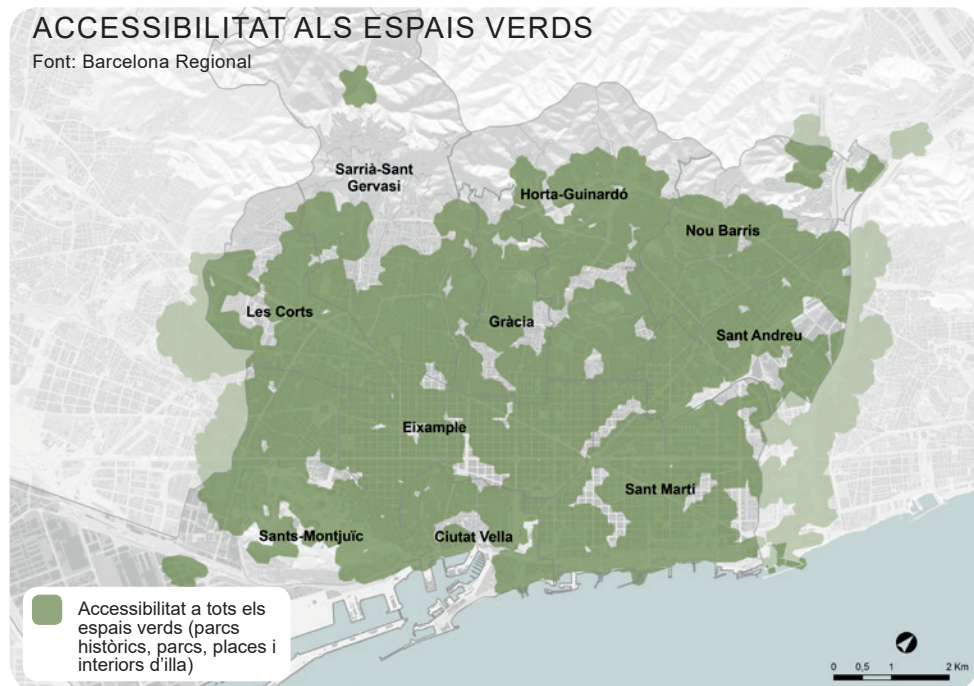 ACCESSIBILITAT ALS ESPAIS VERDS
Font: Barcelona Regional
Sarrià-Sant
Gervasi
Horta-Guinardó
Nou Barris
Les Corts
Gràcia
Sant Andreu
Eixample
Sant Martí
Sants-Montjuïc
Ciutat Vella
Accessibilitat a tots els
espais verds (parcs
històrics, parcs, places i
interiors d’illa)
0 0,5 1 2 Km